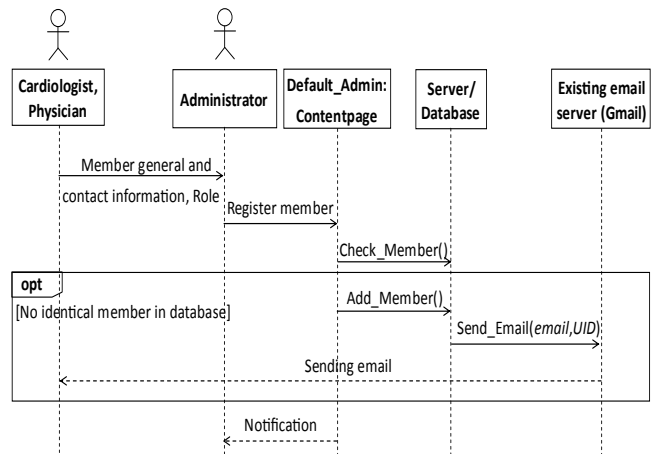 Cardiologist,
Physician
Administrator
Default_Admin:
Contentpage
Server/
Database
Existing email
server (Gmail)
Member general and
contact information, Role
Register member
Check_Member()
opt
[No identical member in database]
Add_Member()
Send_Email(email,UID)
Sending email
Notification